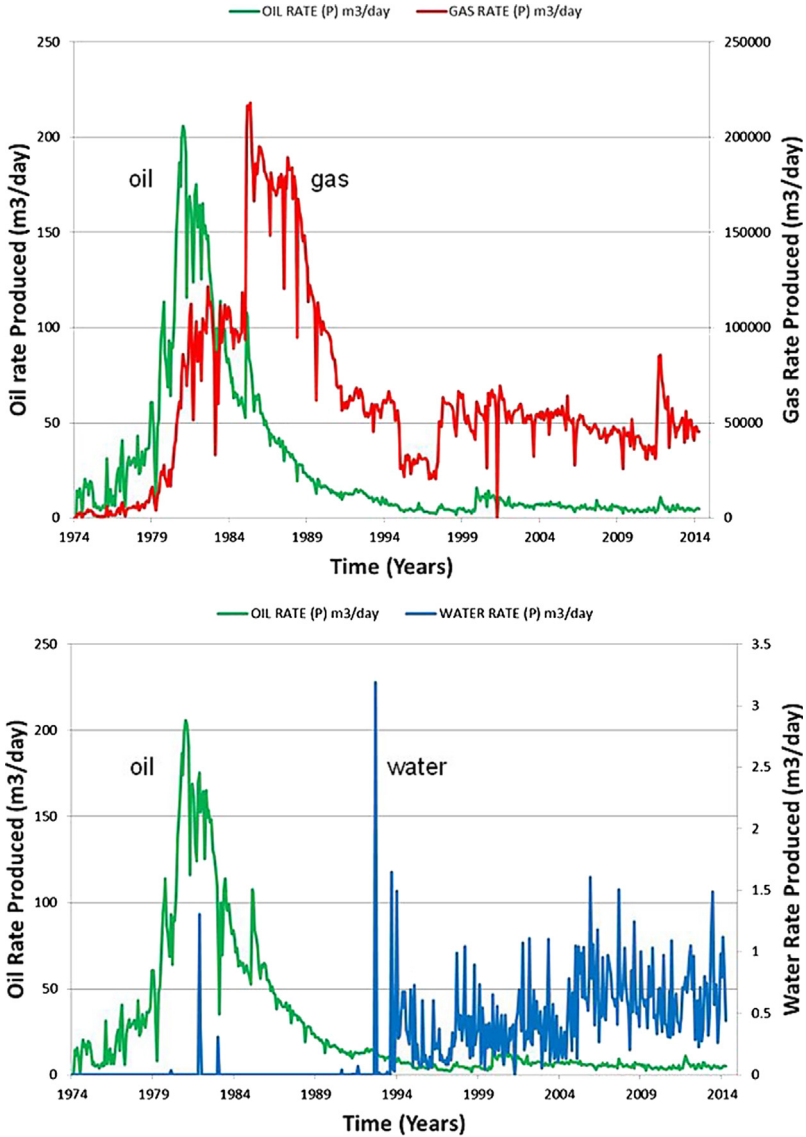 OIL RATE (P) m3/day GAS RATE (P) m3/day
250 250000
200 200000
150 150000
100 100000
50 50000
0 0
oil gas
Oil rate Produced (m3/day)
Gas Rate Produced (m3/day)
1974 1979 1984 1989 1994 1999 2004 2009 2014
Time (Years)
OIL RATE (P) m3/day WATER RATE (P) m3/day
250 3.5
3
200
2.5
150 2
1.5
100
1
50
0.5
0 0
oil water
Oil Rate Produced (m3/day)
Water Rate Produced (m3/day)
1974 1979 1984 1989 1994 1999 2004 2009 2014
Time (Years)